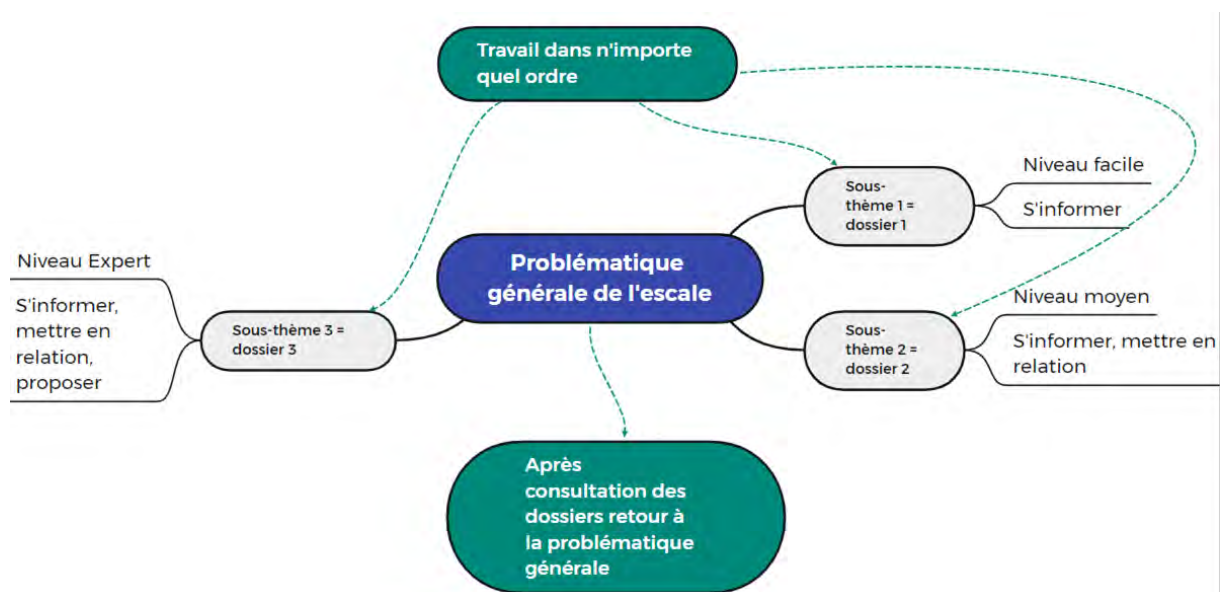 Travail dans n'importe
quel ordre
Niveau facile
S'informer
Sous-
thème 1 =
dossier 1
Problématique
générale de l'escale
Niveau Expert
S'informer,
mettre en
relation,
proposer
Sous-thème 3 =
dossier 3
Niveau moyen
S'informer, mettre en
relation
Sous-
thème 2 =
dossier 2
Après
consultation des
dossiers retour à
la problématique
générale